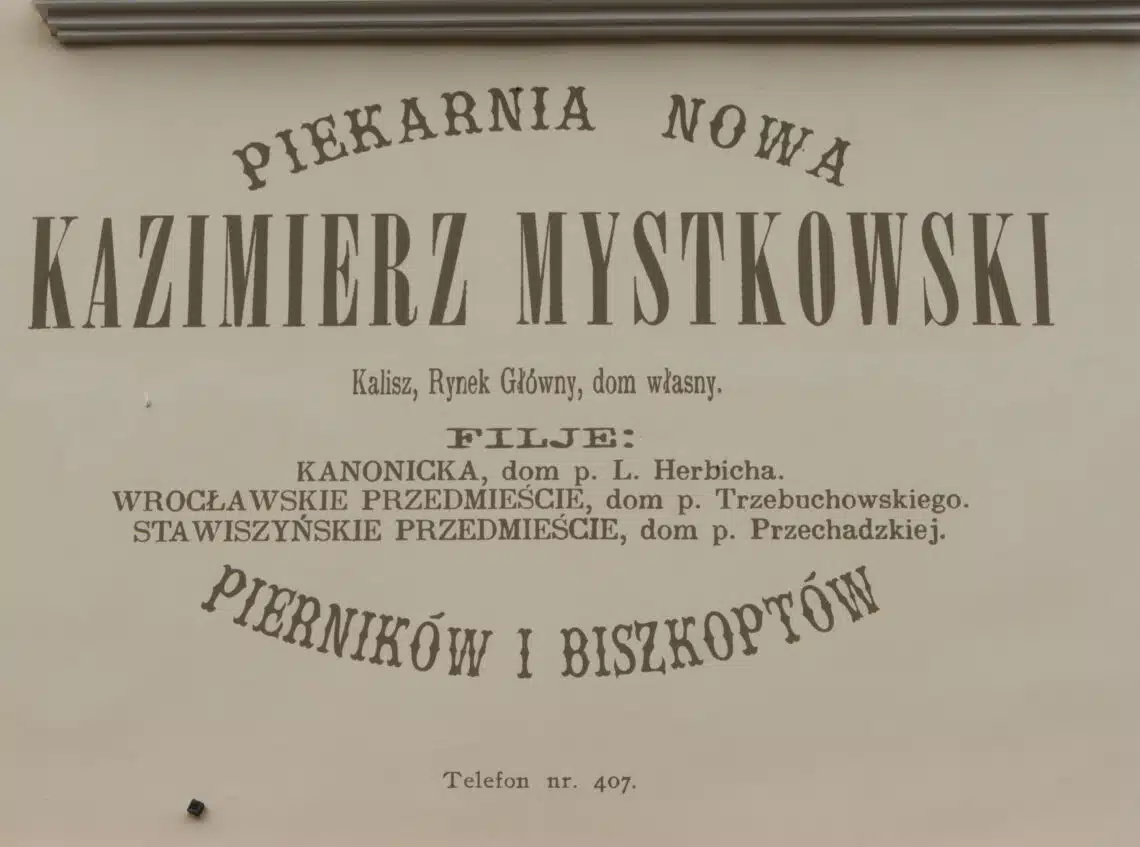 PIEKARNIA NOWA
KAZIMIERZ MYSTKOWSKI
Kalisz, Rynek Główny, dom własny.
FILJE:
KANONICKA, dom p. L. Herbicha.
WROCŁAWSKIE PRZEDMIEŚCIE, dom p. Trzebuchowskiego.
STAWISZYŃSKIE PRZEDMIEŚCIE, dom p. Przechadzkiej.
PIERNIKÓW I BISZKOPTÓW
Telefon nr. 407.